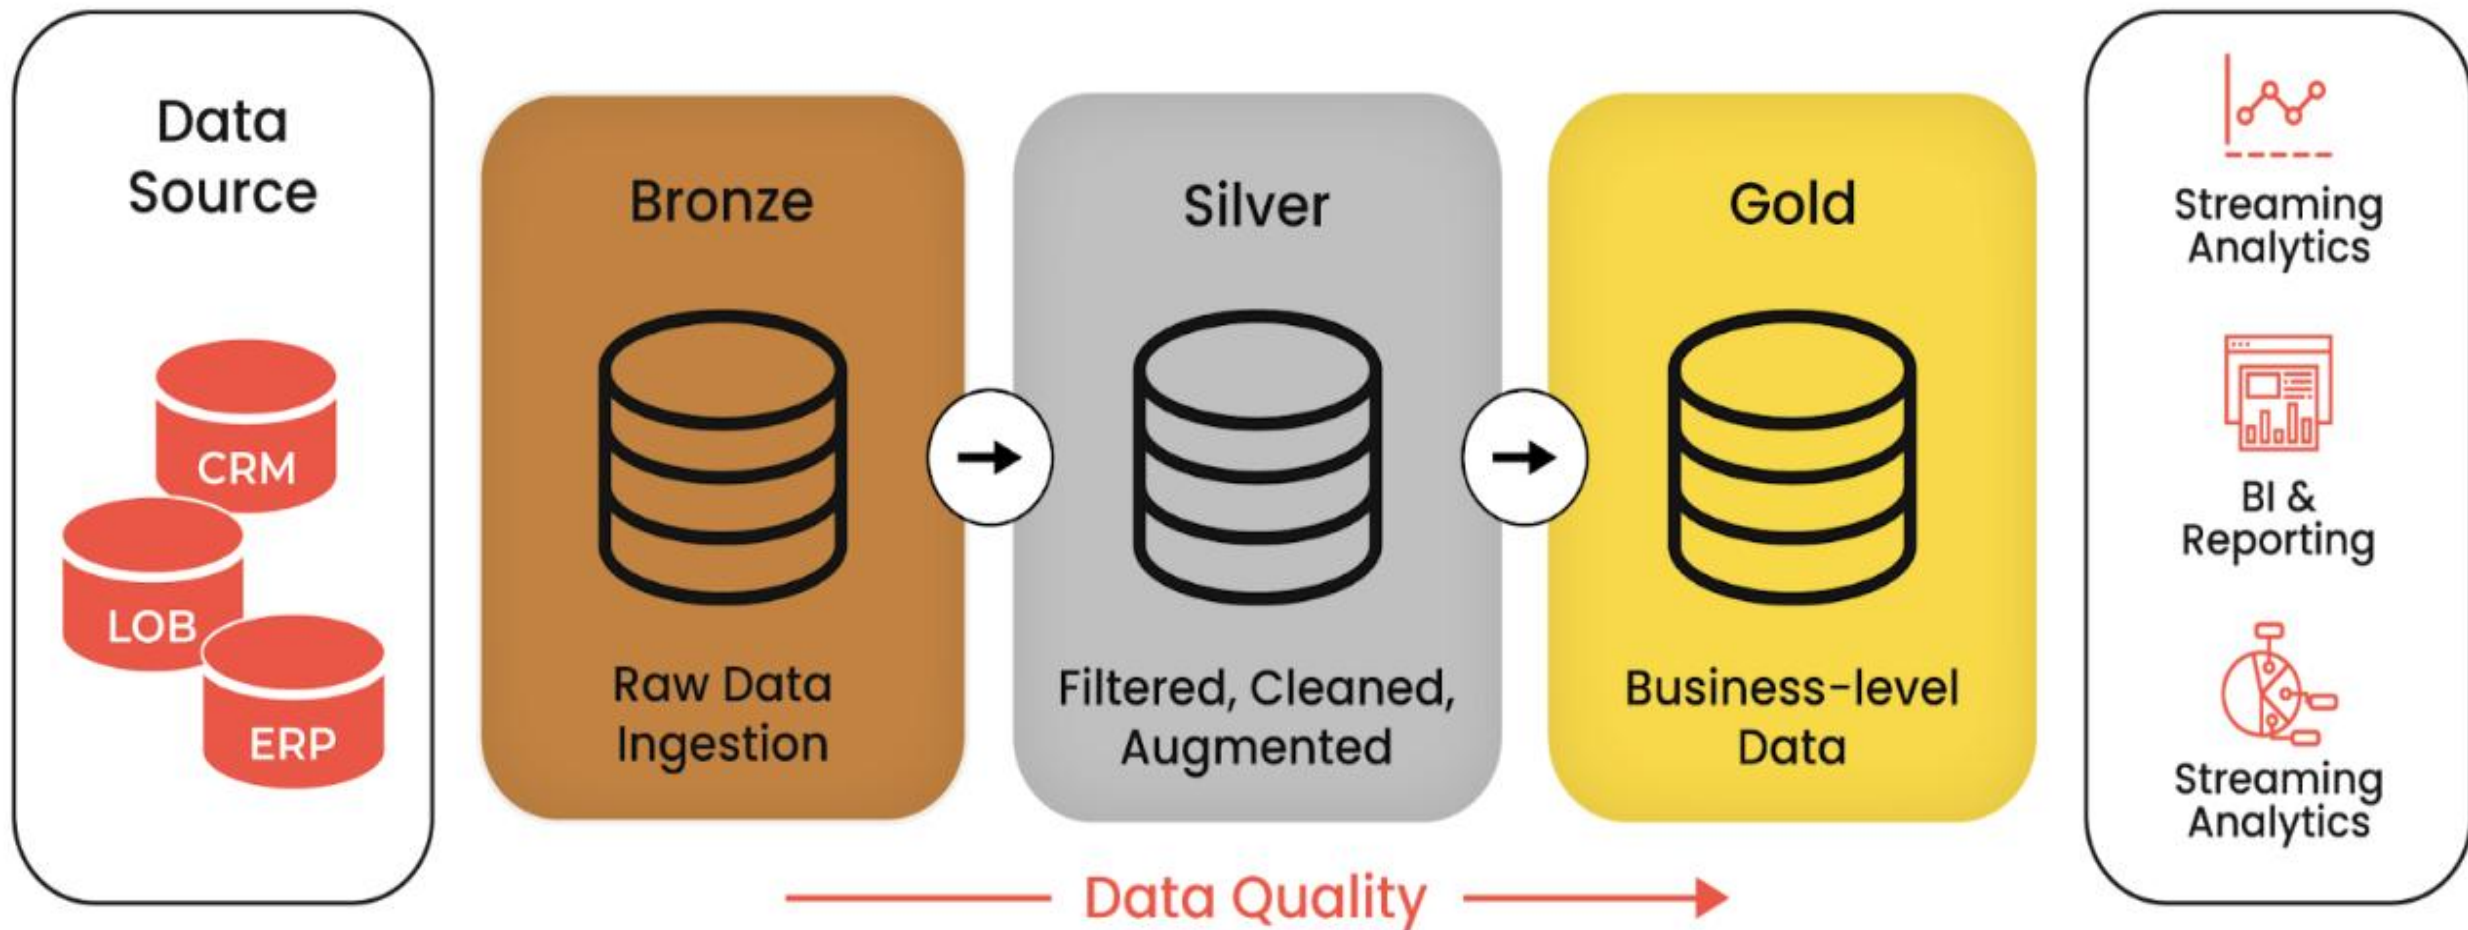 Data
Source
CRM
LOB
ERP
Bronze
Raw Data
Ingestion
Silver
Filtered, Cleaned,
Augmented
Gold
Business-level
Data
Streaming
Analytics
BI &
Reporting
Streaming
Analytics
Data Quality